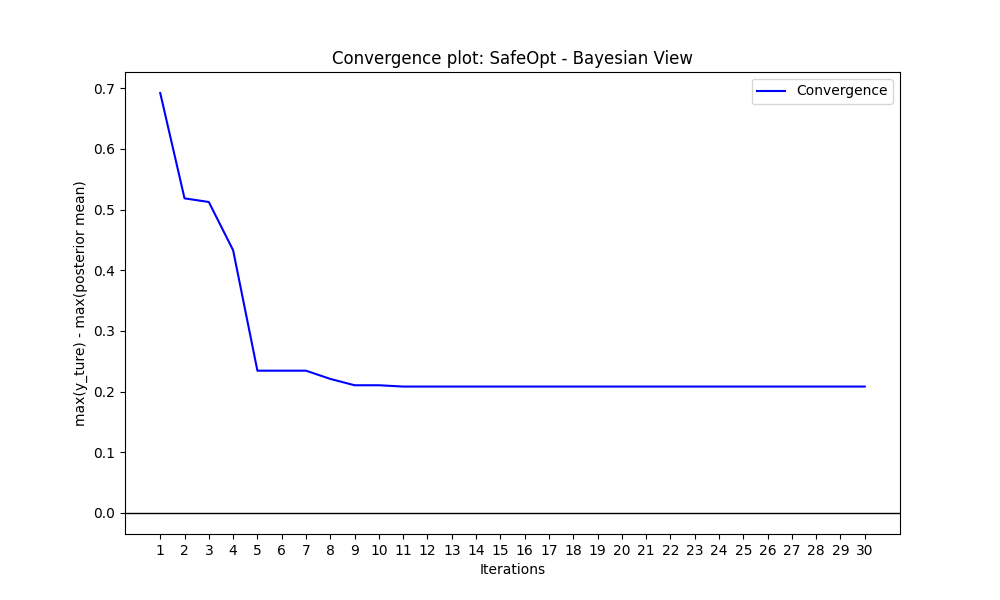 Convergence plot: SafeOpt - Bayesian View
Convergence
max(y_ture) - max(posterior mean)
0.7
0.6
0.5
0.4
0.3
0.2
0.1
0.0
1 2 3 4 5 6 7 8 9 10 11 12 13 14 15 16 17 18 19 20 21 22 23 24 25 26 27 28 29 30
Iterations